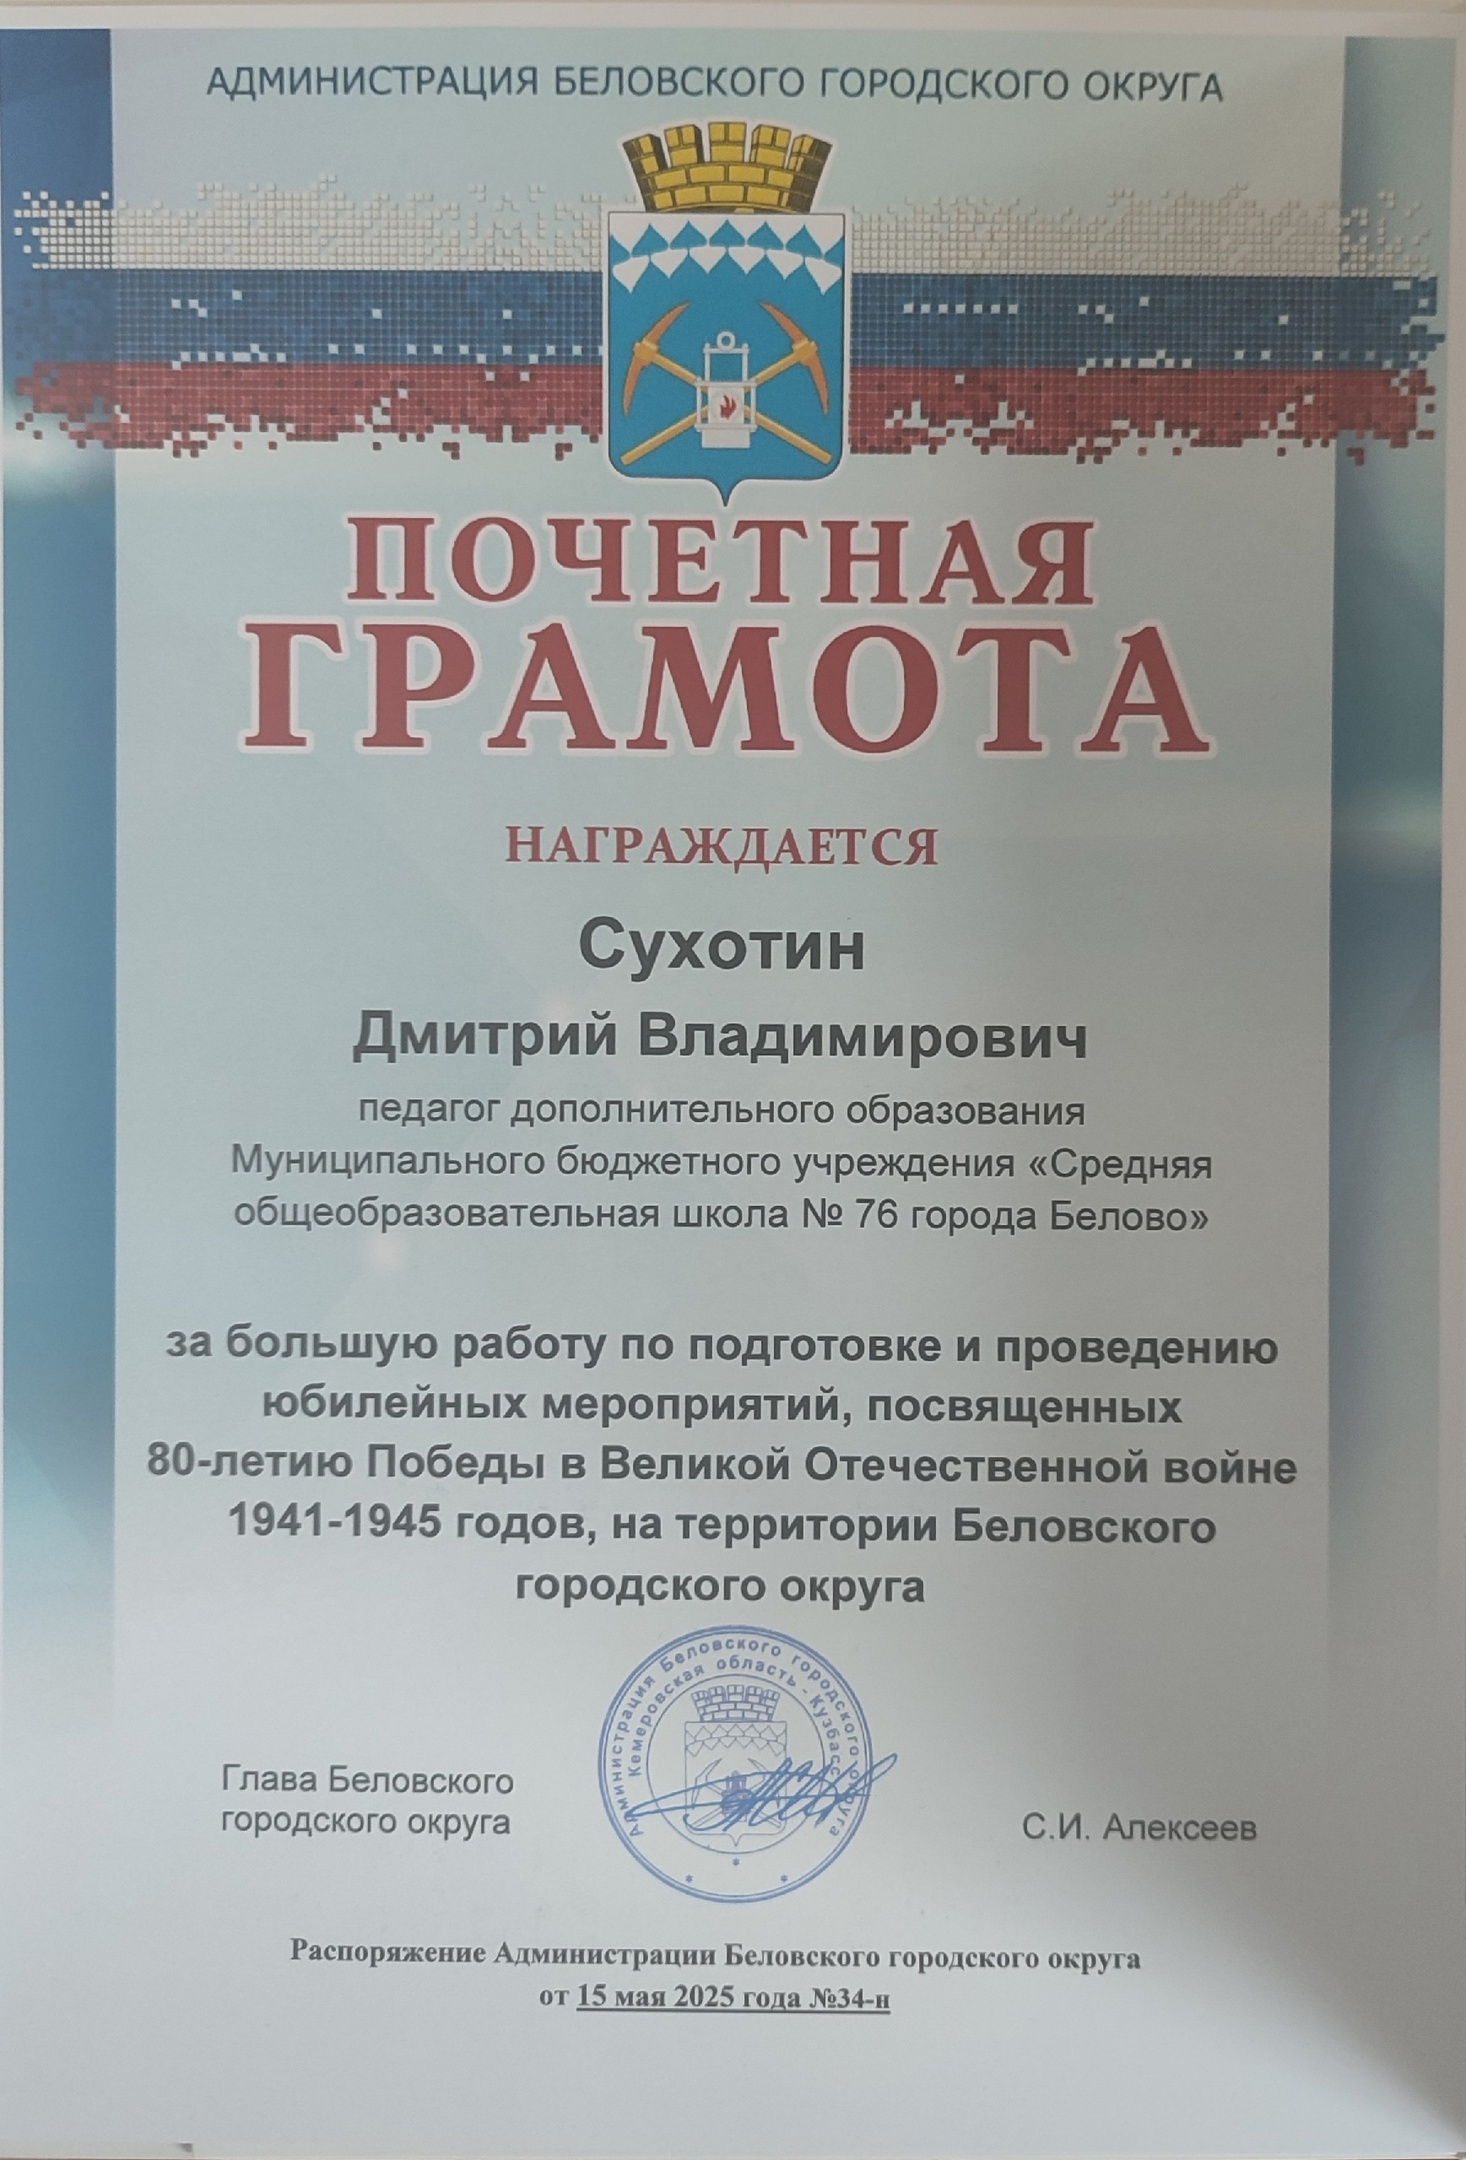 АДМИНИСТРАЦИЯ БЕЛОВСКОГО ГОРОДСКОГО ОКРУГА
ПОЧЕТНАЯ
ГРАМОТА
НАГРАЖДАЕТСЯ
Сухотин
Дмитрий Владимирович
педагог дополнительного образования
Муниципального бюджетного учреждения «Средняя
общеобразовательная школа № 76 города Белово»
за большую работу по подготовке и проведению
юбилейных мероприятий, посвященных
80-летию Победы в Великой Отечественной войне
1941-1945 годов, на территории Беловского
городского округа
Администрация Беловского городского округа
Кемеровская область - Кузбасс
Глава Беловского
городского округа
С.И. Алексеев
Распоряжение Администрации Беловского городского округа
от 15 мая 2025 года №34-н